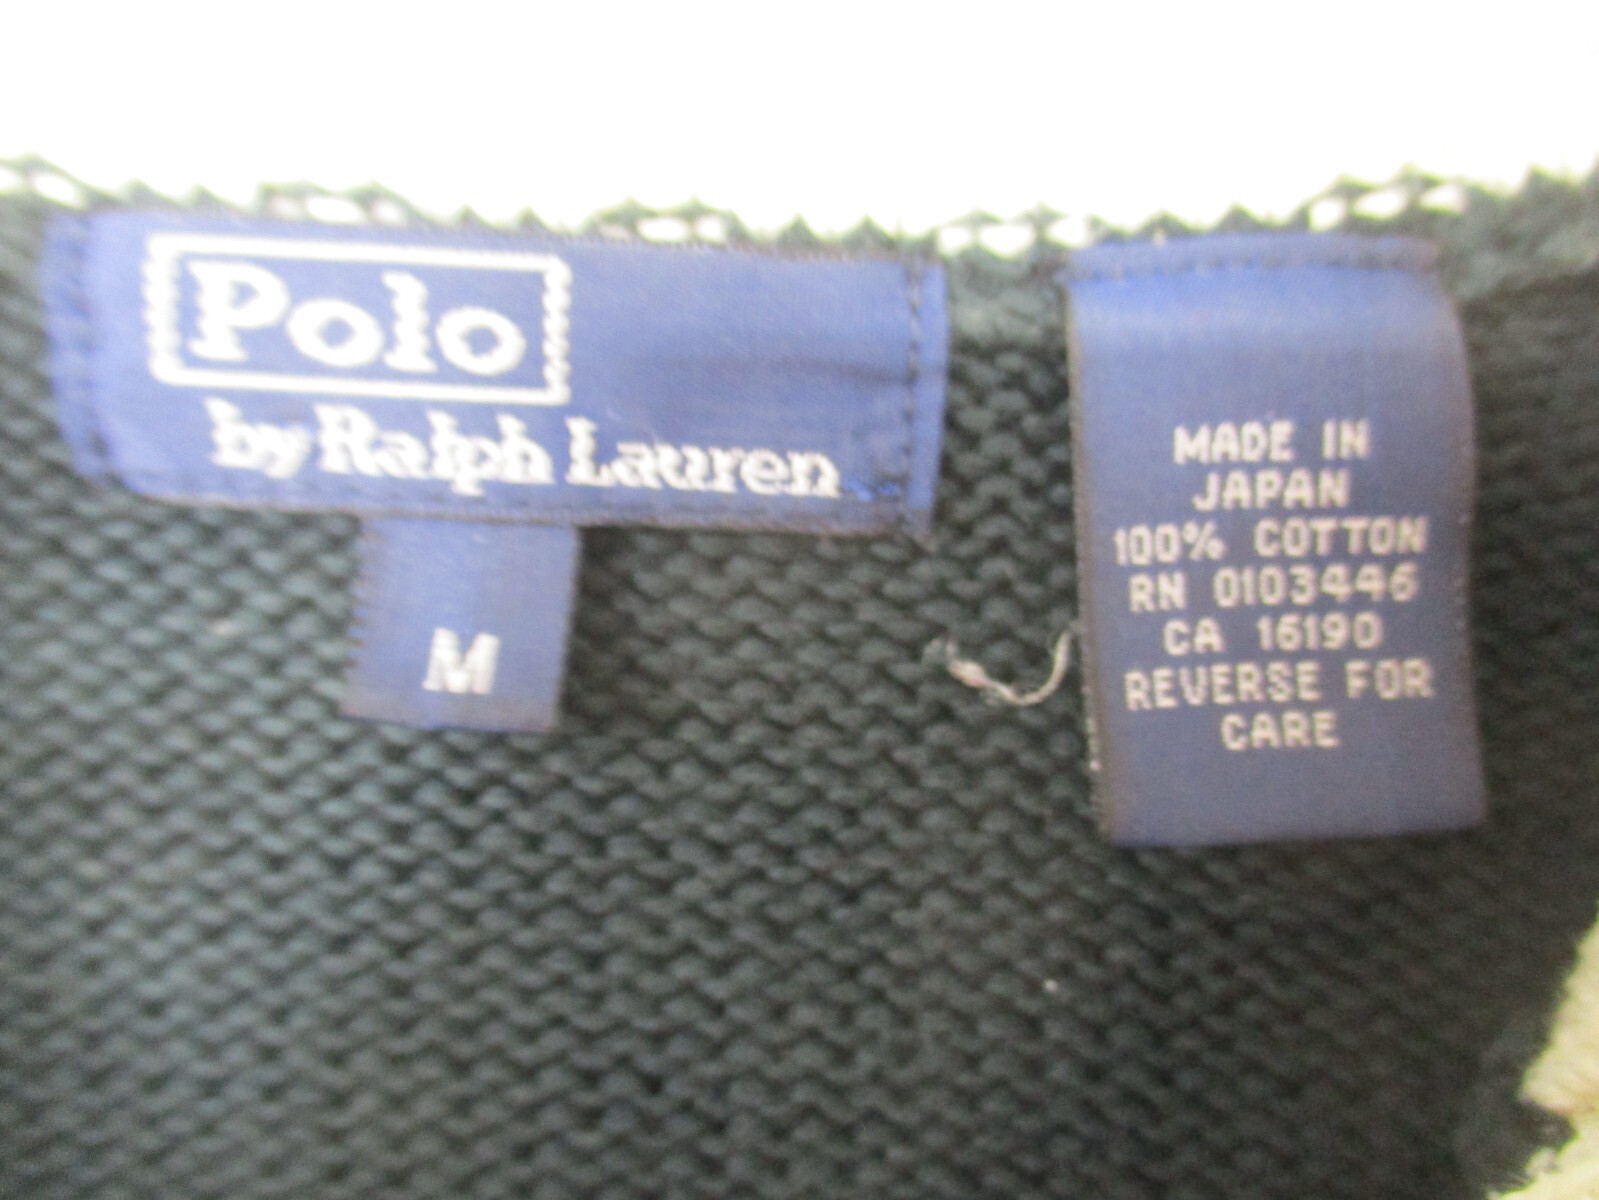 Polo
by Ralph Lauren
M
MADE IN
JAPAN
100% COTTON
RN 0103446
CA 16190
REVERSE FOR
CARE